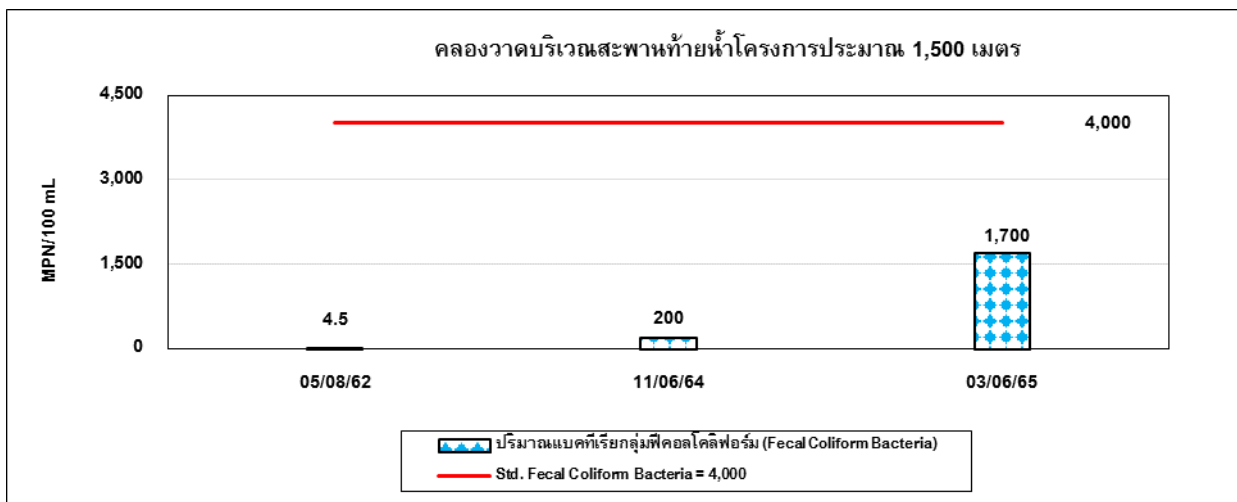 คลองวาดบริเวณสะพานท้ายน้ำโครงการประมาณ 1,500 เมตร
4,500
4,000
3,000
MPN/100 mL
1,700
1,500
4.5
200
0
05/08/62 11/06/64 03/06/65
ปริมาณแบคทีเรียกลุ่มฟีคอลโคลิฟอร์ม (Fecal Coliform Bacteria)
Std. Fecal Coliform Bacteria = 4,000